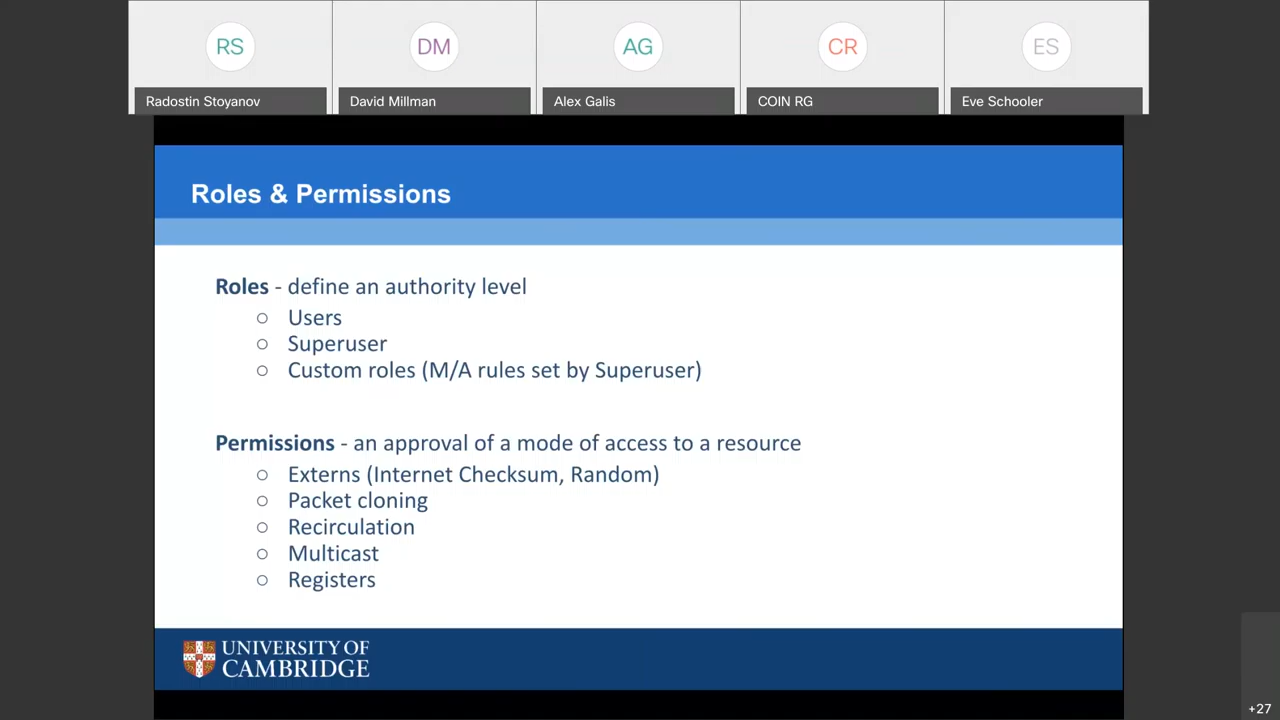 RS
DM
AG
CR
ES
Radostin Stoyanov
David Millman
Alex Galis
COIN RG
Eve Schooler
Roles & Permissions
Roles - define an authority level
○ Users
○ Superuser
○ Custom roles (M/A rules set by Superuser)
Permissions - an approval of a mode of access to a resource
○ Externs (Internet Checksum, Random)
○ Packet cloning
○ Recirculation
○ Multicast
○ Registers
UNIVERSITY OF
CAMBRIDGE
+27